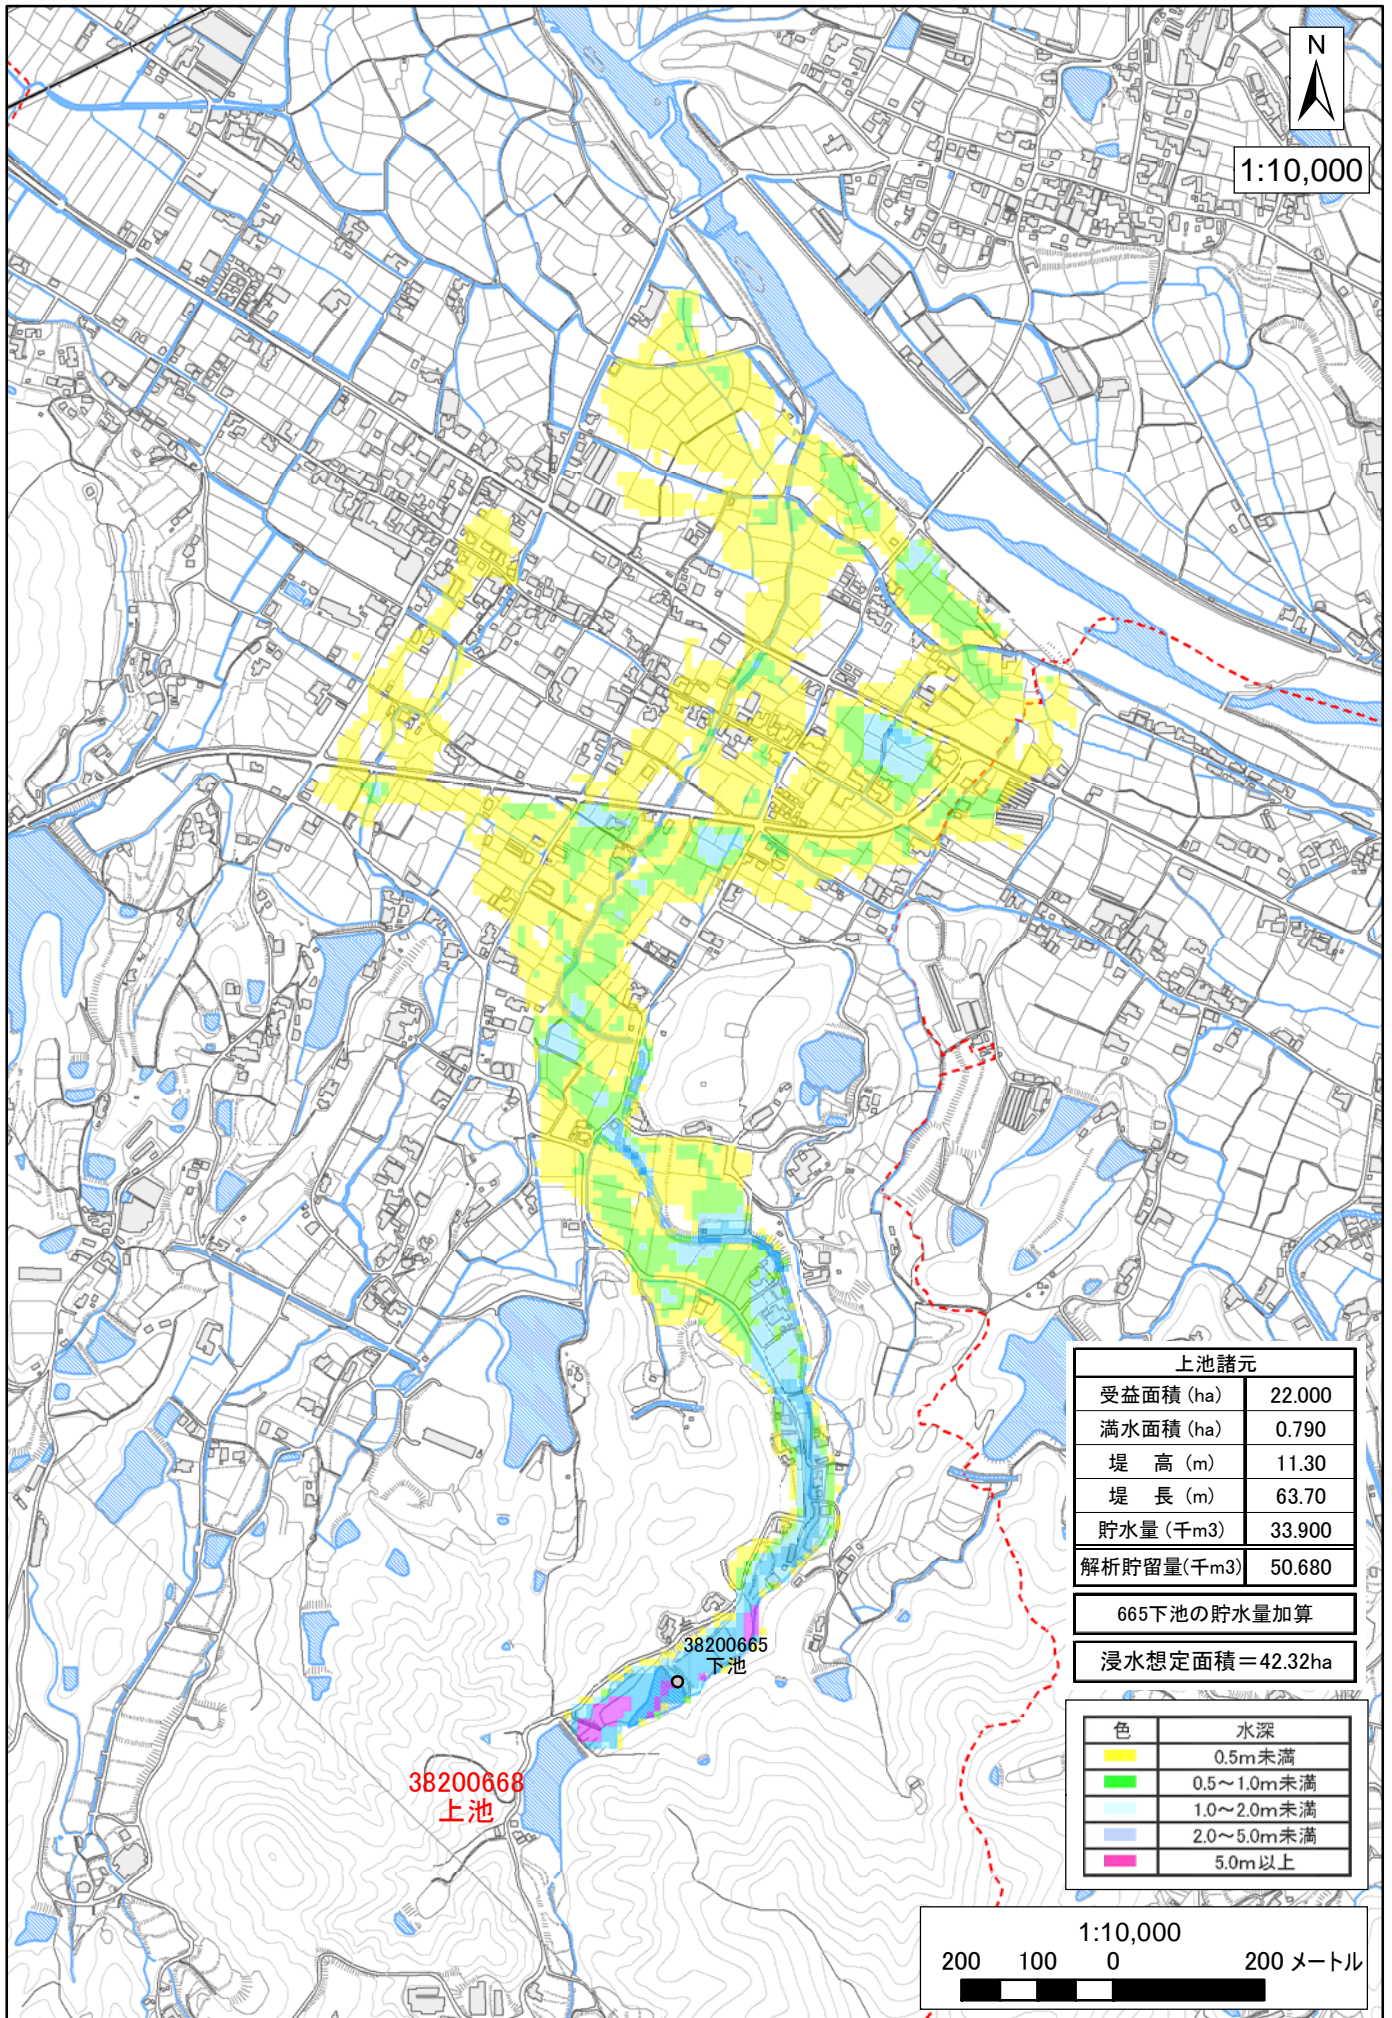 N
1:10,000
上池諸元
受益面積 (ha) 22.000
満水面積 (ha) 0.790
堤 高 (m) 11.30
堤 長 (m) 63.70
貯水量 (千m3) 33.900
解析貯留量(千m3) 50.680
665下池の貯水量加算
浸水想定面積=42.32ha
38200665
下池
38200668
上池
色 水深
0.5m未満
0.5~1.0m未満
1.0~2.0m未満
2.0~5.0m未満
5.0m以上
1:10,000
200 100 0 200 メートル